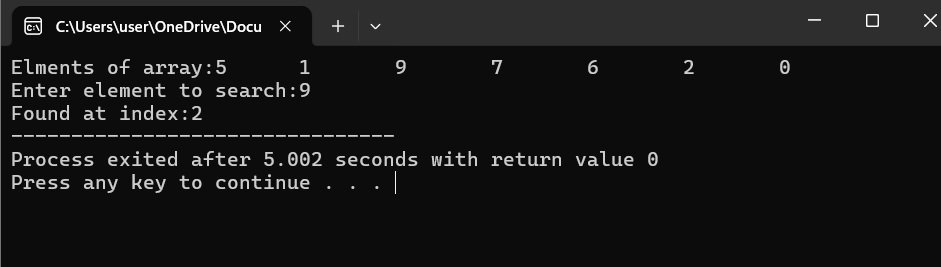 C:\Users\user\OneDrive\Docu
Elments of array:5 1 9 7 6 2 0
Enter element to search:9
Found at index:2
--------------------------------
Process exited after 5.002 seconds with return value 0
Press any key to continue . . .